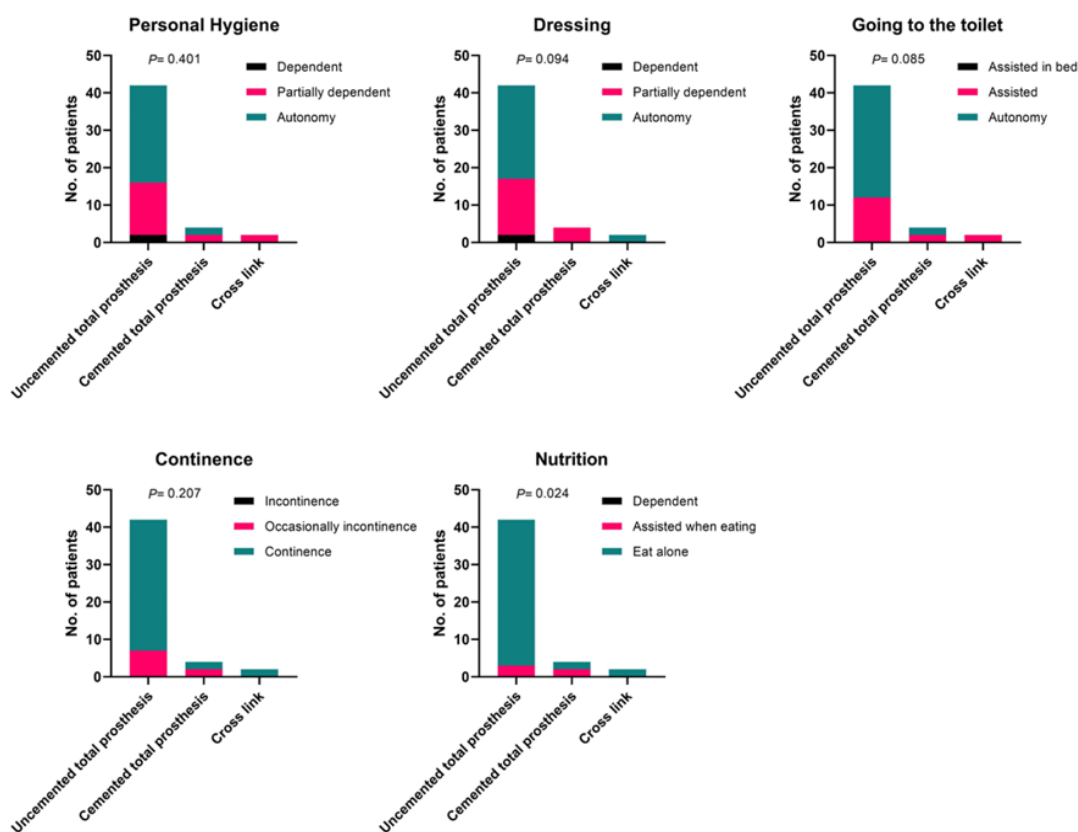 Personal Hygiene
P= 0.401
Dependent
Partially dependent
Autonomy
No. of patients
50
40
30
20
10
0
Uncemented total prosthesis
Cemented total prosthesis
Cross link
Dressing
P= 0.094
Dependent
Partially dependent
Autonomy
No. of patients
50
40
30
20
10
0
Uncemented total prosthesis
Cemented total prosthesis
Cross link
Going to the toilet
P= 0.085
Assisted in bed
Assisted
Autonomy
No. of patients
50
40
30
20
10
0
Uncemented total prosthesis
Cemented total prosthesis
Cross link
Continence
P= 0.207
Incontinence
Occasionally incontinence
Continence
No. of patients
50
40
30
20
10
0
Uncemented total prosthesis
Cemented total prosthesis
Cross link
Nutrition
P= 0.024
Dependent
Assisted when eating
Eat alone
No. of patients
50
40
30
20
10
0
Uncemented total prosthesis
Cemented total prosthesis
Cross link